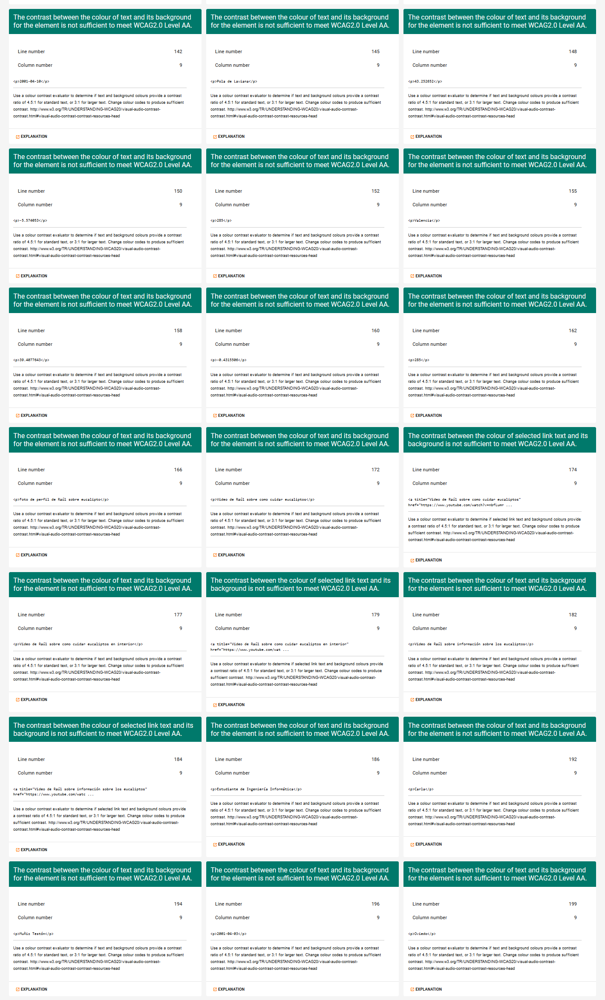 The contrast between the colour of text and its background
for the element is not sufficient to meet WCAG2.0 Level AA.
Line number 142
Column number 9
<p>2001-04-10</p>
Use a colour contrast evaluator to determine if text and background colours provide a contrast
ratio of 4.5:1 for standard text, or 3:1 for larger text. Change colour codes to produce sufficient
contrast. http://www.w3.org/TR/UNDERSTANDING-WCAG20/visual-audio-contrast-
contrast.html#visual-audio-contrast-contrast-resources-head
EXPLANATION
The contrast between the colour of text and its background
for the element is not sufficient to meet WCAG2.0 Level AA.
Line number 145
Column number 9
<p>Pola de Laviana</p>
Use a colour contrast evaluator to determine if text and background colours provide a contrast
ratio of 4.5:1 for standard text, or 3:1 for larger text. Change colour codes to produce sufficient
contrast. http://www.w3.org/TR/UNDERSTANDING-WCAG20/visual-audio-contrast-
contrast.html#visual-audio-contrast-contrast-resources-head
EXPLANATION
The contrast between the colour of text and its background
for the element is not sufficient to meet WCAG2.0 Level AA.
Line number 148
Column number 9
<p>43.252652</p>
Use a colour contrast evaluator to determine if text and background colours provide a contrast
ratio of 4.5:1 for standard text, or 3:1 for larger text. Change colour codes to produce sufficient
contrast. http://www.w3.org/TR/UNDERSTANDING-WCAG20/visual-audio-contrast-
contrast.html#visual-audio-contrast-contrast-resources-head
EXPLANATION
The contrast between the colour of text and its background
for the element is not sufficient to meet WCAG2.0 Level AA.
Line number 150
Column number 9
<p>-5.574053</p>
Use a colour contrast evaluator to determine if text and background colours provide a contrast
ratio of 4.5:1 for standard text, or 3:1 for larger text. Change colour codes to produce sufficient
contrast. http://www.w3.org/TR/UNDERSTANDING-WCAG20/visual-audio-contrast-
contrast.html#visual-audio-contrast-contrast-resources-head
EXPLANATION
The contrast between the colour of text and its background
for the element is not sufficient to meet WCAG2.0 Level AA.
Line number 152
Column number 9
<p>285</p>
Use a colour contrast evaluator to determine if text and background colours provide a contrast
ratio of 4.5:1 for standard text, or 3:1 for larger text. Change colour codes to produce sufficient
contrast. http://www.w3.org/TR/UNDERSTANDING-WCAG20/visual-audio-contrast-
contrast.html#visual-audio-contrast-contrast-resources-head
EXPLANATION
The contrast between the colour of text and its background
for the element is not sufficient to meet WCAG2.0 Level AA.
Line number 155
Column number 9
<p>Valencia</p>
Use a colour contrast evaluator to determine if text and background colours provide a contrast
ratio of 4.5:1 for standard text, or 3:1 for larger text. Change colour codes to produce sufficient
contrast. http://www.w3.org/TR/UNDERSTANDING-WCAG20/visual-audio-contrast-
contrast.html#visual-audio-contrast-contrast-resources-head
EXPLANATION
The contrast between the colour of text and its background
for the element is not sufficient to meet WCAG2.0 Level AA.
Line number 158
Column number 9
<p>39.4077643</p>
Use a colour contrast evaluator to determine if text and background colours provide a contrast
ratio of 4.5:1 for standard text, or 3:1 for larger text. Change colour codes to produce sufficient
contrast. http://www.w3.org/TR/UNDERSTANDING-WCAG20/visual-audio-contrast-
contrast.html#visual-audio-contrast-contrast-resources-head
EXPLANATION
The contrast between the colour of text and its background
for the element is not sufficient to meet WCAG2.0 Level AA.
Line number 160
Column number 9
<p>-0.4315506</p>
Use a colour contrast evaluator to determine if text and background colours provide a contrast
ratio of 4.5:1 for standard text, or 3:1 for larger text. Change colour codes to produce sufficient
contrast. http://www.w3.org/TR/UNDERSTANDING-WCAG20/visual-audio-contrast-
contrast.html#visual-audio-contrast-contrast-resources-head
EXPLANATION
The contrast between the colour of text and its background
for the element is not sufficient to meet WCAG2.0 Level AA.
Line number 162
Column number 9
<p>285</p>
Use a colour contrast evaluator to determine if text and background colours provide a contrast
ratio of 4.5:1 for standard text, or 3:1 for larger text. Change colour codes to produce sufficient
contrast. http://www.w3.org/TR/UNDERSTANDING-WCAG20/visual-audio-contrast-
contrast.html#visual-audio-contrast-contrast-resources-head
EXPLANATION
The contrast between the colour of text and its background
for the element is not sufficient to meet WCAG2.0 Level AA.
Line number 166
Column number 9
<p>Foto de perfil de Raúl sobre eucalipto</p>
Use a colour contrast evaluator to determine if text and background colours provide a contrast
ratio of 4.5:1 for standard text, or 3:1 for larger text. Change colour codes to produce sufficient
contrast. http://www.w3.org/TR/UNDERSTANDING-WCAG20/visual-audio-contrast-
contrast.html#visual-audio-contrast-contrast-resources-head
EXPLANATION
The contrast between the colour of text and its background
for the element is not sufficient to meet WCAG2.0 Level AA.
Line number 172
Column number 9
<p>Video de Raúl sobre como cuidar eucaliptos</p>
Use a colour contrast evaluator to determine if text and background colours provide a contrast
ratio of 4.5:1 for standard text, or 3:1 for larger text. Change colour codes to produce sufficient
contrast. http://www.w3.org/TR/UNDERSTANDING-WCAG20/visual-audio-contrast-
contrast.html#visual-audio-contrast-contrast-resources-head
EXPLANATION
The contrast between the colour of selected link text and its
background is not sufficient to meet WCAG2.0 Level AA.
Line number 174
Column number 9
<a title="Video de Raúl sobre como cuidar eucaliptos"
href="https://www.youtube.com/watch?v=nbfLumr ...
Use a colour contrast evaluator to determine if selected link text and background colours provide
a contrast ratio of 4.5:1 for standard text, or 3:1 for larger text. Change colour codes to produce
sufficient contrast. http://www.w3.org/TR/UNDERSTANDING-WCAG20/visual-audio-contrast-
contrast.html#visual-audio-contrast-contrast-resources-head
EXPLANATION
The contrast between the colour of text and its background
for the element is not sufficient to meet WCAG2.0 Level AA.
Line number 177
Column number 9
<p>Video de Raúl sobre como cuidar eucaliptos en interior</p>
Use a colour contrast evaluator to determine if text and background colours provide a contrast
ratio of 4.5:1 for standard text, or 3:1 for larger text. Change colour codes to produce sufficient
contrast. http://www.w3.org/TR/UNDERSTANDING-WCAG20/visual-audio-contrast-
contrast.html#visual-audio-contrast-contrast-resources-head
EXPLANATION
The contrast between the colour of selected link text and its
background is not sufficient to meet WCAG2.0 Level AA.
Line number 179
Column number 9
<a title="Video de Raúl sobre como cuidar eucaliptos en interior"
href="https://www.youtube.com/wat ...
Use a colour contrast evaluator to determine if selected link text and background colours provide
a contrast ratio of 4.5:1 for standard text, or 3:1 for larger text. Change colour codes to produce
sufficient contrast. http://www.w3.org/TR/UNDERSTANDING-WCAG20/visual-audio-contrast-
contrast.html#visual-audio-contrast-contrast-resources-head
EXPLANATION
The contrast between the colour of text and its background
for the element is not sufficient to meet WCAG2.0 Level AA.
Line number 182
Column number 9
<p>Video de Raúl sobre información sobre los eucaliptos</p>
Use a colour contrast evaluator to determine if text and background colours provide a contrast
ratio of 4.5:1 for standard text, or 3:1 for larger text. Change colour codes to produce sufficient
contrast. http://www.w3.org/TR/UNDERSTANDING-WCAG20/visual-audio-contrast-
contrast.html#visual-audio-contrast-contrast-resources-head
EXPLANATION
The contrast between the colour of selected link text and its
background is not sufficient to meet WCAG2.0 Level AA.
Line number 184
Column number 9
<a title="Video de Raúl sobre información sobre los eucaliptos"
href="https://www.youtube.com/watc ...
Use a colour contrast evaluator to determine if selected link text and background colours provide
a contrast ratio of 4.5:1 for standard text, or 3:1 for larger text. Change colour codes to produce
sufficient contrast. http://www.w3.org/TR/UNDERSTANDING-WCAG20/visual-audio-contrast-
contrast.html#visual-audio-contrast-contrast-resources-head
EXPLANATION
The contrast between the colour of text and its background
for the element is not sufficient to meet WCAG2.0 Level AA.
Line number 186
Column number 9
<p>Estudiante de Ingeniería Informática</p>
Use a colour contrast evaluator to determine if text and background colours provide a contrast
ratio of 4.5:1 for standard text, or 3:1 for larger text. Change colour codes to produce sufficient
contrast. http://www.w3.org/TR/UNDERSTANDING-WCAG20/visual-audio-contrast-
contrast.html#visual-audio-contrast-contrast-resources-head
EXPLANATION
The contrast between the colour of text and its background
for the element is not sufficient to meet WCAG2.0 Level AA.
Line number 192
Column number 9
<p>Carla</p>
Use a colour contrast evaluator to determine if text and background colours provide a contrast
ratio of 4.5:1 for standard text, or 3:1 for larger text. Change colour codes to produce sufficient
contrast. http://www.w3.org/TR/UNDERSTANDING-WCAG20/visual-audio-contrast-
contrast.html#visual-audio-contrast-contrast-resources-head
EXPLANATION
The contrast between the colour of text and its background
for the element is not sufficient to meet WCAG2.0 Level AA.
Line number 194
Column number 9
<p>Muñiz Testón</p>
Use a colour contrast evaluator to determine if text and background colours provide a contrast
ratio of 4.5:1 for standard text, or 3:1 for larger text. Change colour codes to produce sufficient
contrast. http://www.w3.org/TR/UNDERSTANDING-WCAG20/visual-audio-contrast-
contrast.html#visual-audio-contrast-contrast-resources-head
EXPLANATION
The contrast between the colour of text and its background
for the element is not sufficient to meet WCAG2.0 Level AA.
Line number 196
Column number 9
<p>2001-04-03</p>
Use a colour contrast evaluator to determine if text and background colours provide a contrast
ratio of 4.5:1 for standard text, or 3:1 for larger text. Change colour codes to produce sufficient
contrast. http://www.w3.org/TR/UNDERSTANDING-WCAG20/visual-audio-contrast-
contrast.html#visual-audio-contrast-contrast-resources-head
EXPLANATION
The contrast between the colour of text and its background
for the element is not sufficient to meet WCAG2.0 Level AA.
Line number 199
Column number 9
<p>Oviedo</p>
Use a colour contrast evaluator to determine if text and background colours provide a contrast
ratio of 4.5:1 for standard text, or 3:1 for larger text. Change colour codes to produce sufficient
contrast. http://www.w3.org/TR/UNDERSTANDING-WCAG20/visual-audio-contrast-
contrast.html#visual-audio-contrast-contrast-resources-head
EXPLANATION